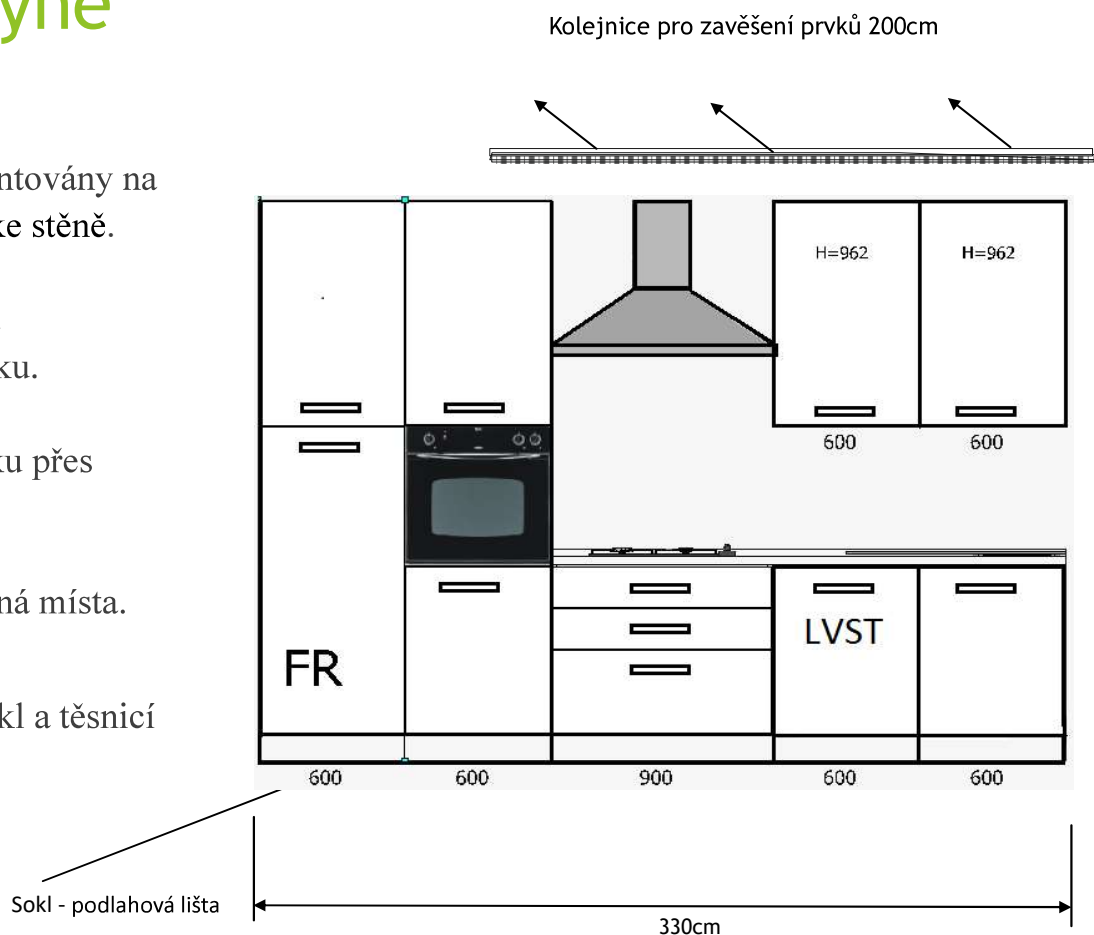 yně
Kolejnice pro zavěšení prvků 200cm
ntovány na
ke stěně.
ku.
ku přes
ná místa.
kl a těsnicí
H=962
H=962
600
600
LVST
FR
600
600
900
600
600
Sokl - podlahová lišta
330cm